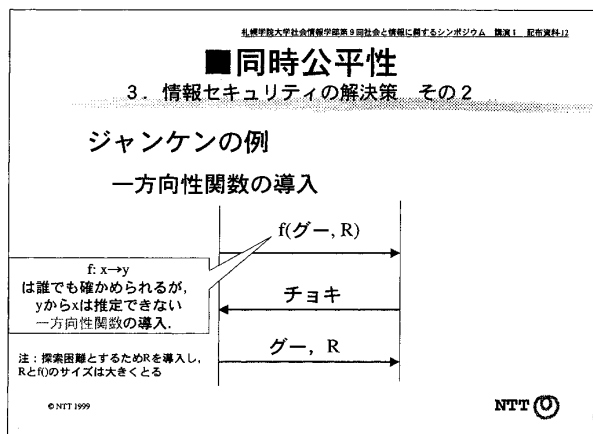 札幌学院大学社会情報学部第9回社会と情報に関するシンポジウム 講演1 配布資料12
■同時公平性
3．情報セキュリティの解決策 その2
ジャンケンの例
一方向性関数の導入
f(グー, R)
f: x→y
は誰でも確かめられるが，
yからxは推定できない
一方向性関数の導入．
チョキ
グー，R
注：探索困難とするためRを導入し，
Rとf()のサイズは大きくとる
© NTT 1999
NTT